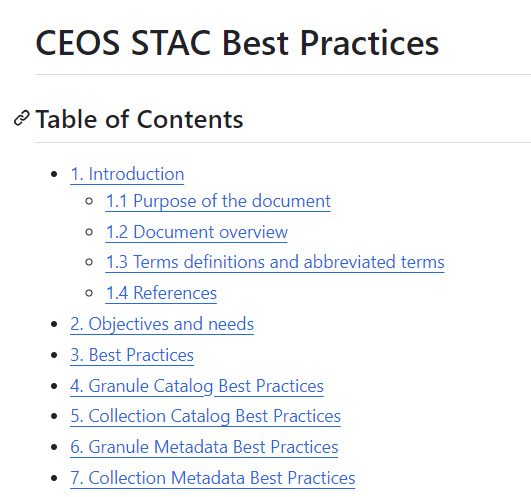 CEOS STAC Best Practices
Table of Contents
1. Introduction
1.1 Purpose of the document
1.2 Document overview
1.3 Terms definitions and abbreviated terms
1.4 References
2. Objectives and needs
3. Best Practices
4. Granule Catalog Best Practices
5. Collection Catalog Best Practices
6. Granule Metadata Best Practices
7. Collection Metadata Best Practices